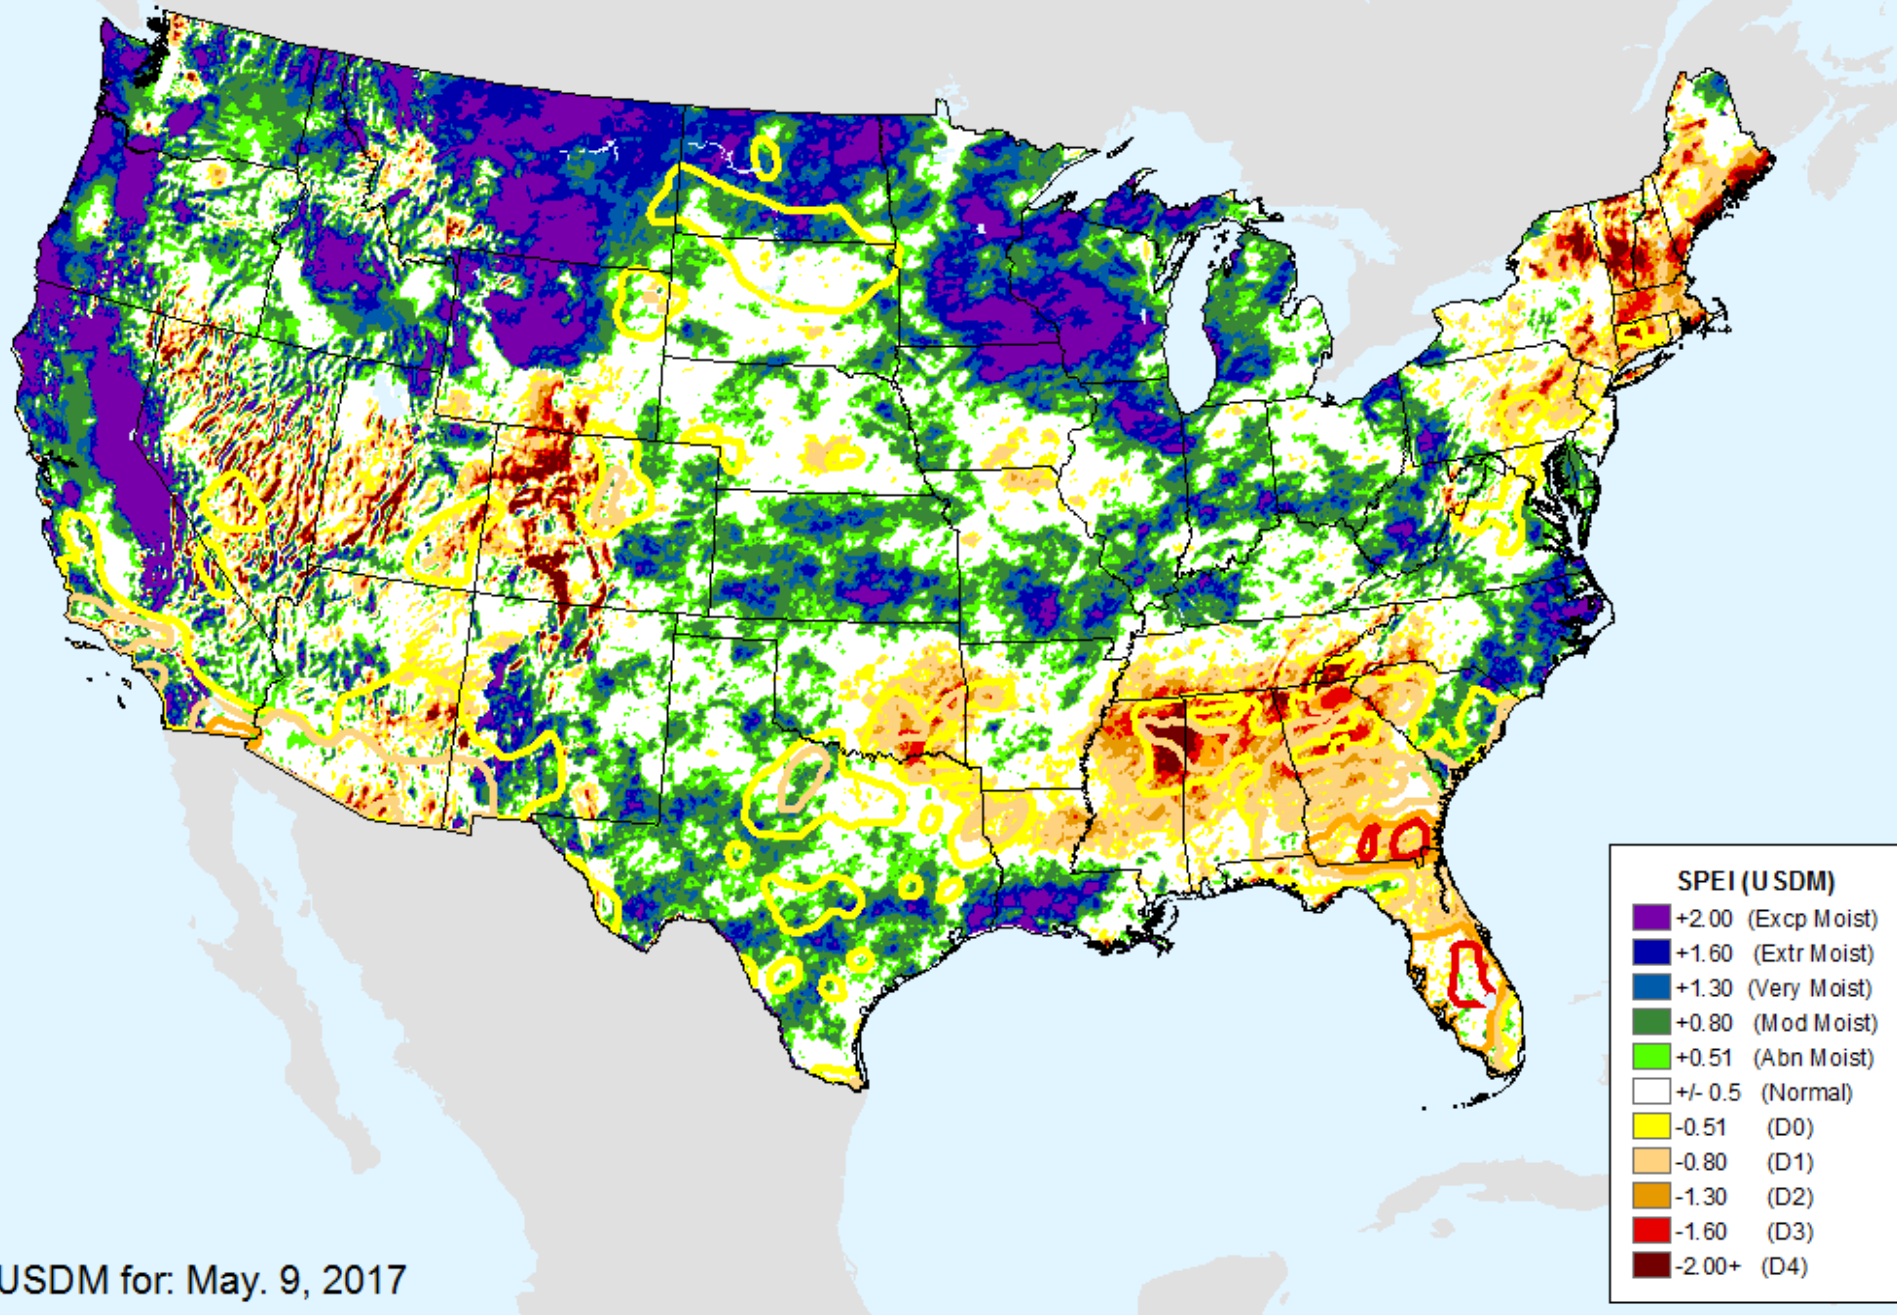 SPEI (USDM)
+2.00 (Excp Moist)
+1.60 (Extr Moist)
+1.30 (Very Moist)
+0.80 (Mod Moist)
+0.51 (Abn Moist)
+/- 0.5 (Normal)
-0.51 (D0)
-0.80 (D1)
-1.30 (D2)
-1.60 (D3)
-2.00+ (D4)
USDM for: May. 9, 2017